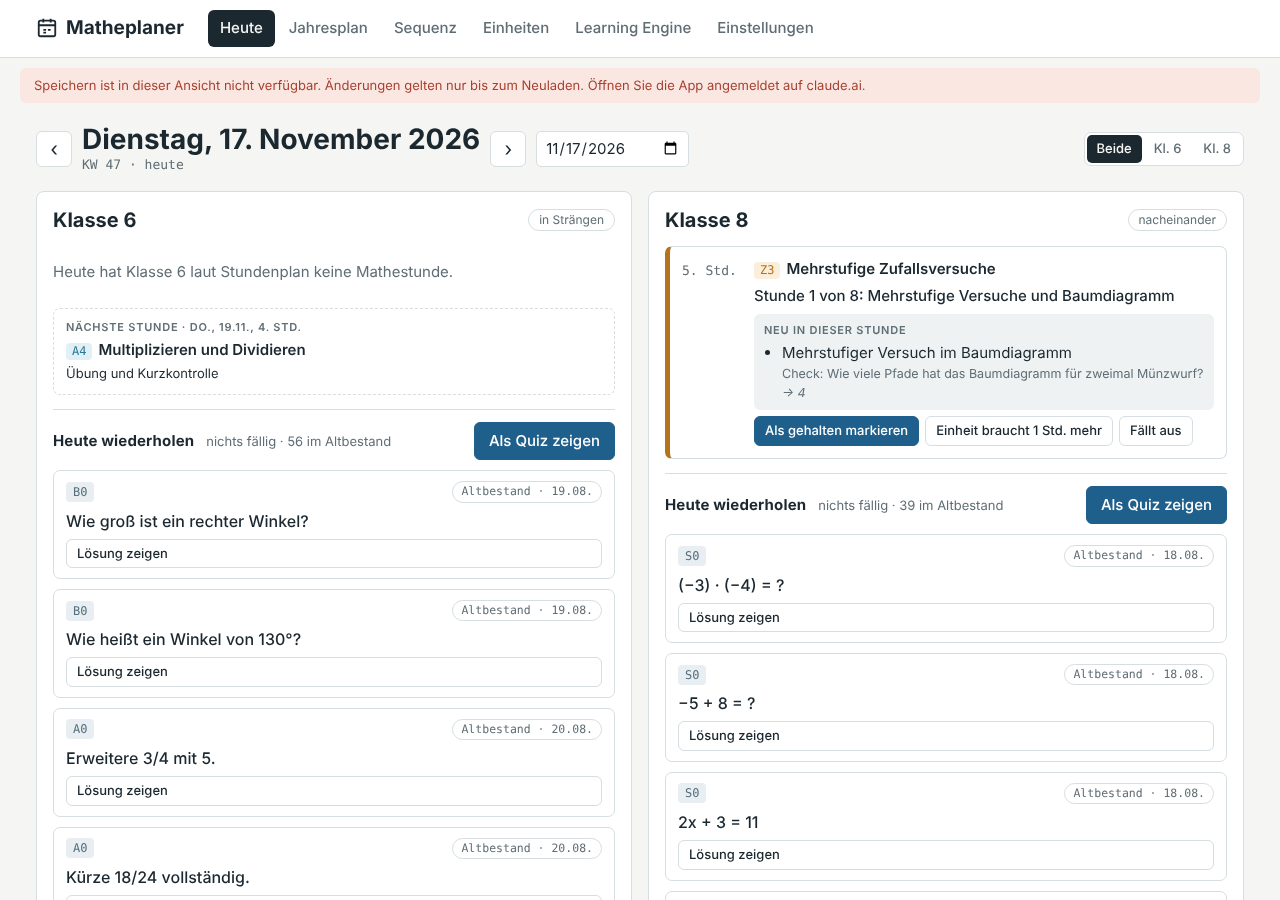 Matheplaner
Heute
Jahresplan
Sequenz
Einheiten
Learning Engine
Einstellungen
Speichern ist in dieser Ansicht nicht verfügbar. Änderungen gelten nur bis zum Neuladen. Öffnen Sie die App angemeldet auf claude.ai.
‹
Dienstag, 17. November 2026
KW 47 · heute
›
11/17/2026
Beide
Kl. 6
Kl. 8
Klasse 6
in Strängen
Heute hat Klasse 6 laut Stundenplan keine Mathestunde.
NÄCHSTE STUNDE · DO., 19.11., 4. STD.
A4 Multiplizieren und Dividieren
Übung und Kurzkontrolle
Heute wiederholen nichts fällig · 56 im Altbestand
Als Quiz zeigen
B0
Altbestand · 19.08.
Wie groß ist ein rechter Winkel?
Lösung zeigen
B0
Altbestand · 19.08.
Wie heißt ein Winkel von 130°?
Lösung zeigen
A0
Altbestand · 20.08.
Erweitere 3/4 mit 5.
Lösung zeigen
A0
Altbestand · 20.08.
Kürze 18/24 vollständig.
Klasse 8
nacheinander
5. Std.
Z3 Mehrstufige Zufallsversuche
Stunde 1 von 8: Mehrstufige Versuche und Baumdiagramm
NEU IN DIESER STUNDE
• Mehrstufiger Versuch im Baumdiagramm
Check: Wie viele Pfade hat das Baumdiagramm für zweimal Münzwurf?
→ 4
Als gehalten markieren
Einheit braucht 1 Std. mehr
Fällt aus
Heute wiederholen nichts fällig · 39 im Altbestand
Als Quiz zeigen
S0
Altbestand · 18.08.
(−3) · (−4) = ?
Lösung zeigen
S0
Altbestand · 18.08.
−5 + 8 = ?
Lösung zeigen
S0
Altbestand · 18.08.
2x + 3 = 11
Lösung zeigen